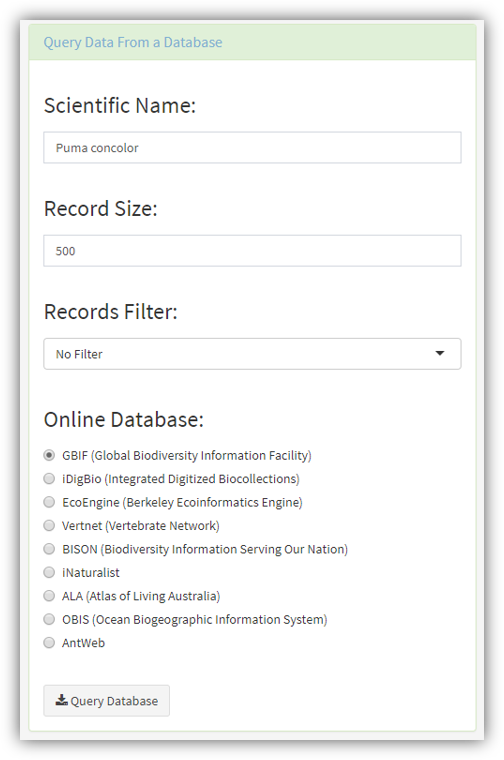 Query Data From a Database
Scientific Name:
Puma concolor
Record Size:
500
Records Filter:
No Filter
Online Database:
GBIF (Global Biodiversity Information Facility)
iDigBio (Integrated Digitized Biocollections)
EcoEngine (Berkeley Ecoinformatics Engine)
Vertnet (Vertebrate Network)
BISON (Biodiversity Information Serving Our Nation)
iNaturalist
ALA (Atlas of Living Australia)
OBIS (Ocean Biogeographic Information System)
AntWeb
Query Database